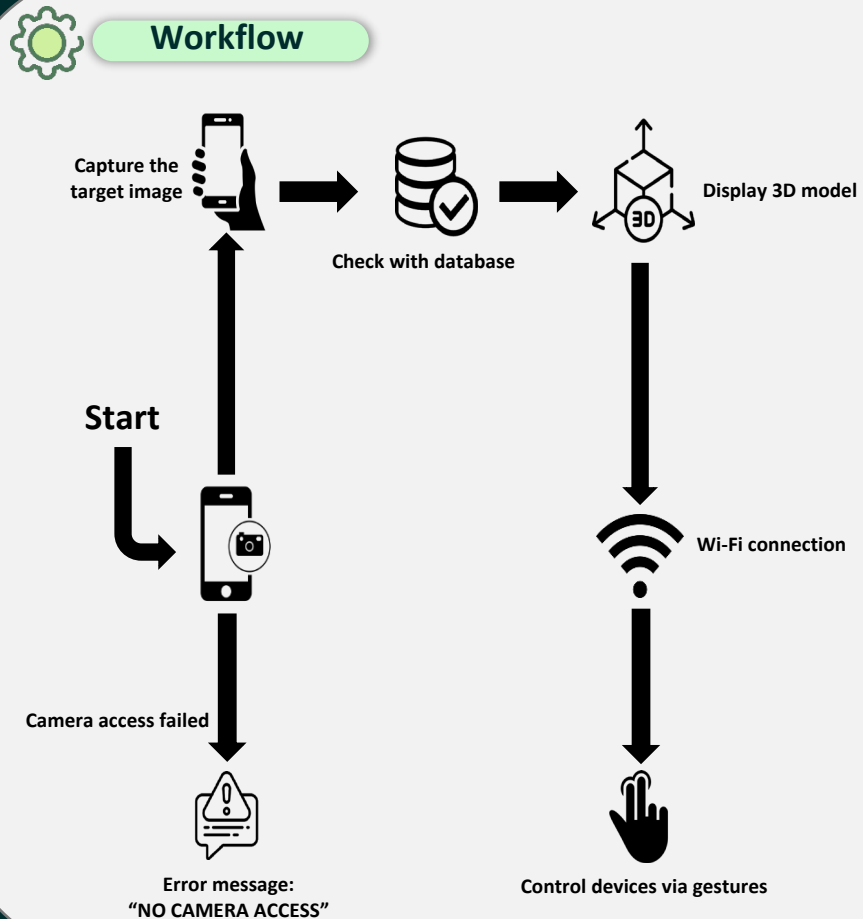 Workflow
Capture the
target image
Check with database
3D
Display 3D model
Start
Wi-Fi connection
Camera access failed
Error message:
“NO CAMERA ACCESS”
Control devices via gestures